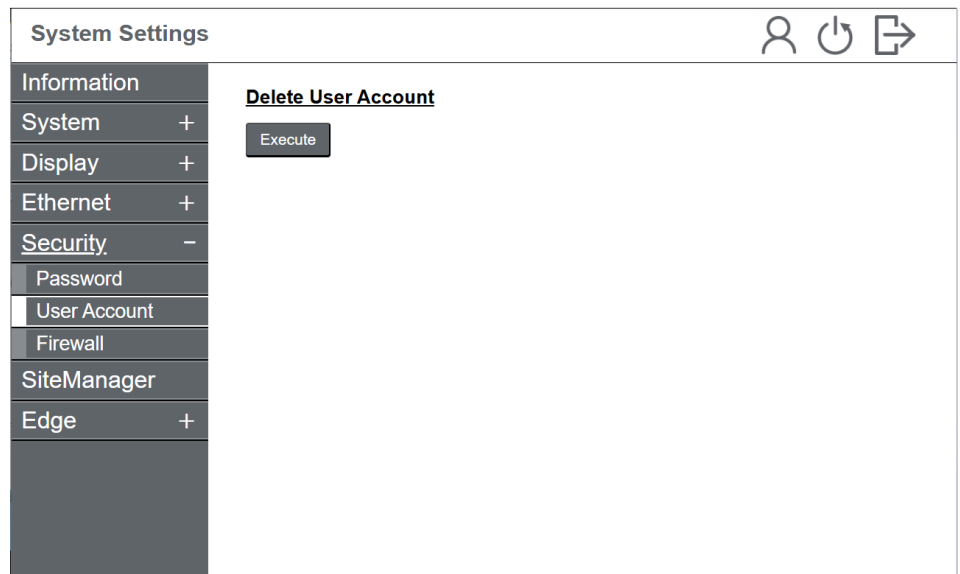 System Settings
Information
System +
Display +
Ethernet +
Security −
Password
User Account
Firewall
SiteManager
Edge +
Delete User Account
Execute